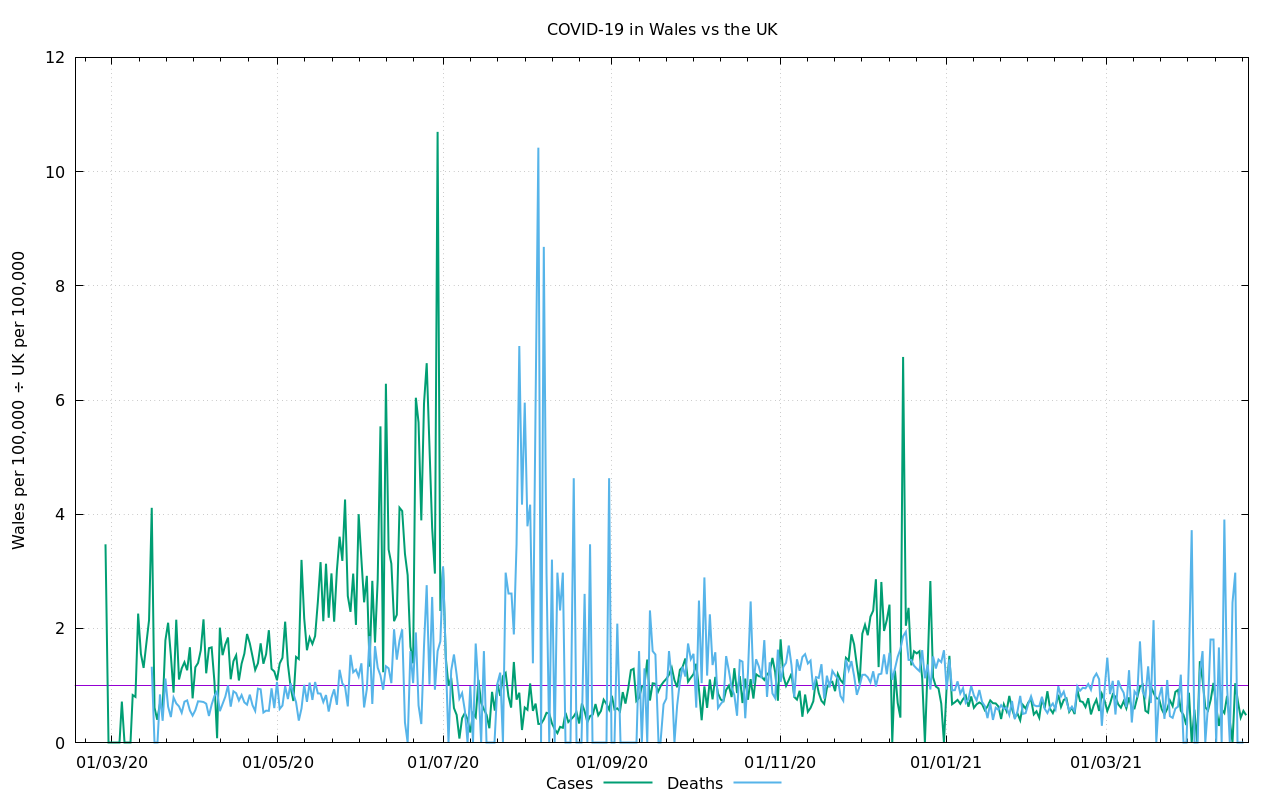 COVID-19 in Wales vs the UK
Wales per 100,000 ÷ UK per 100,000
12
10
8
6
4
2
0
01/03/20 01/05/20 01/07/20 01/09/20 01/11/20 01/01/21 01/03/21
Cases Deaths